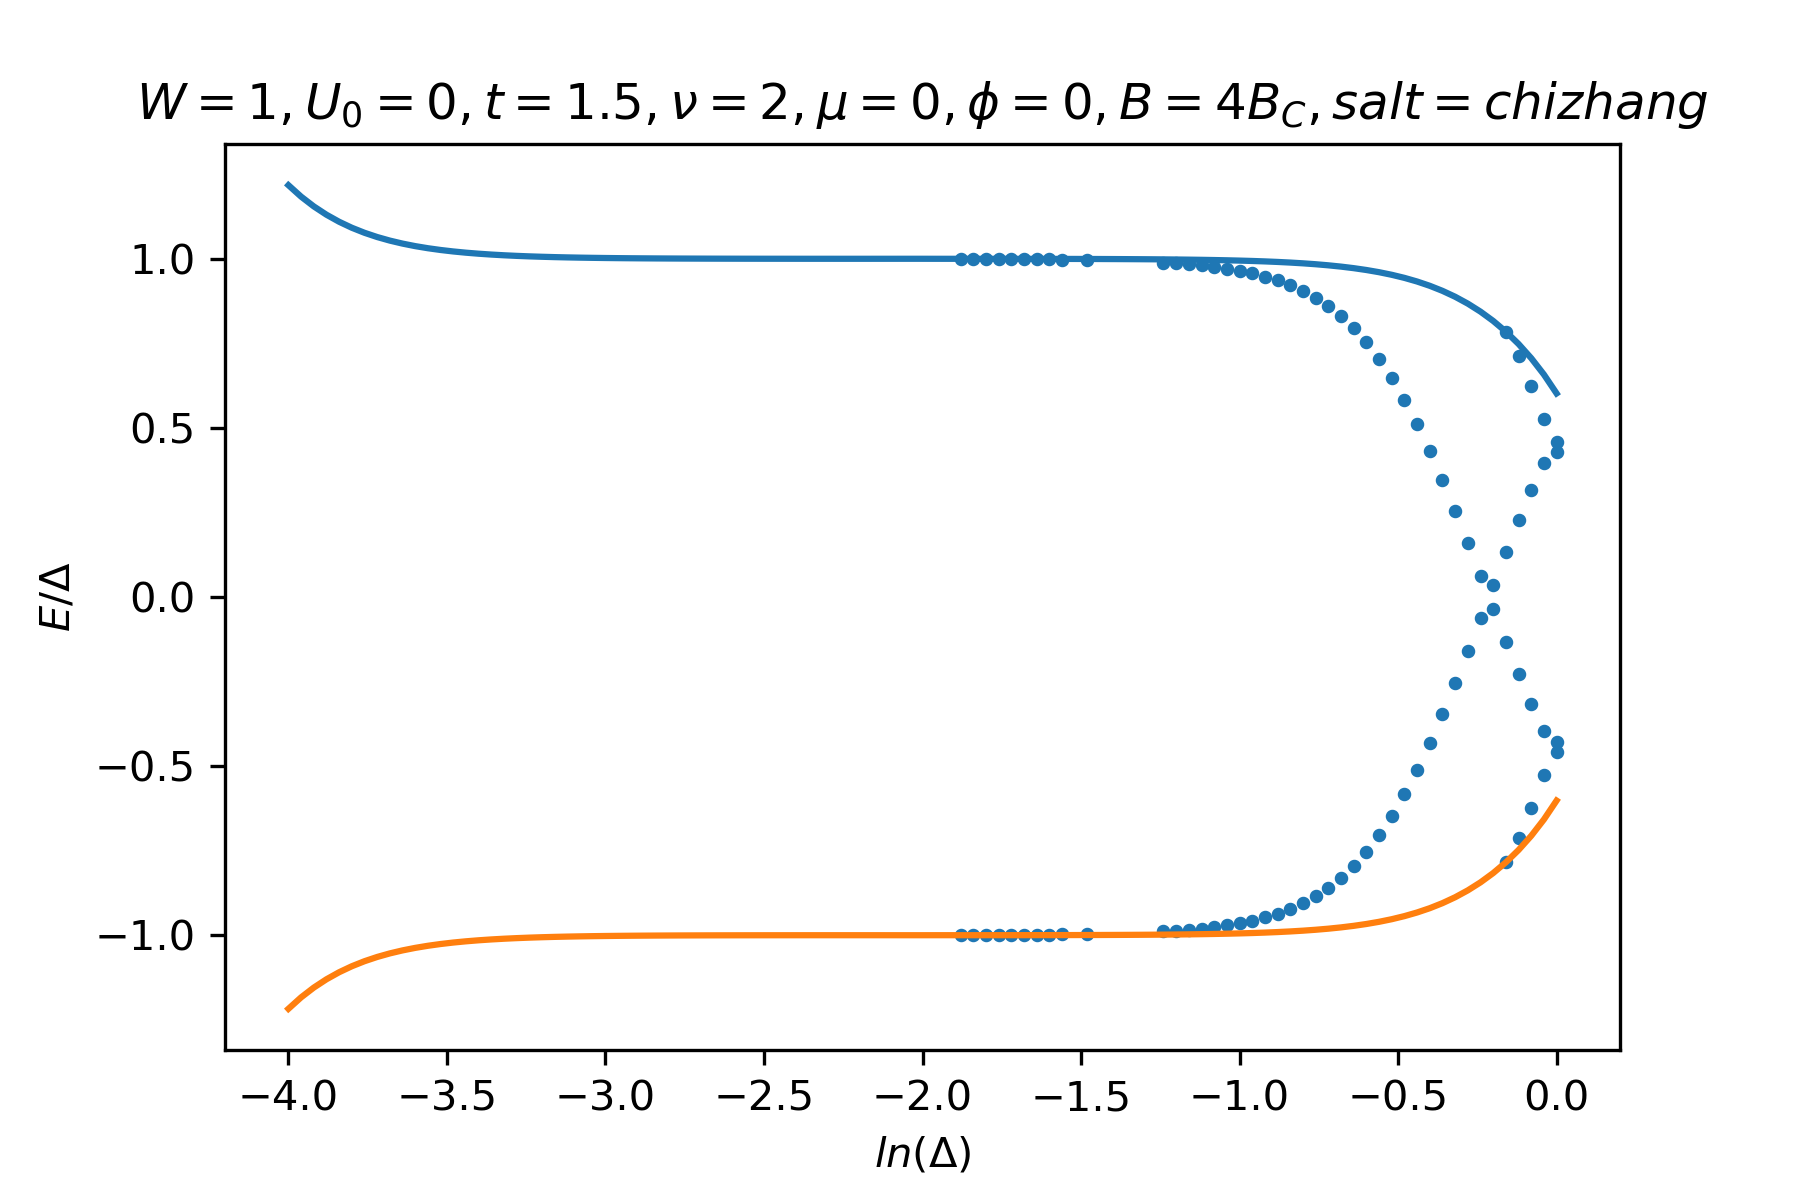 W = 1, U₀ = 0, t = 1.5, ν = 2, μ = 0, ϕ = 0, B = 4B_C, salt = chizhang
1.0
0.5
0.0
−0.5
−1.0
E/Δ
−4.0 −3.5 −3.0 −2.5 −2.0 −1.5 −1.0 −0.5 0.0
ln(Δ)